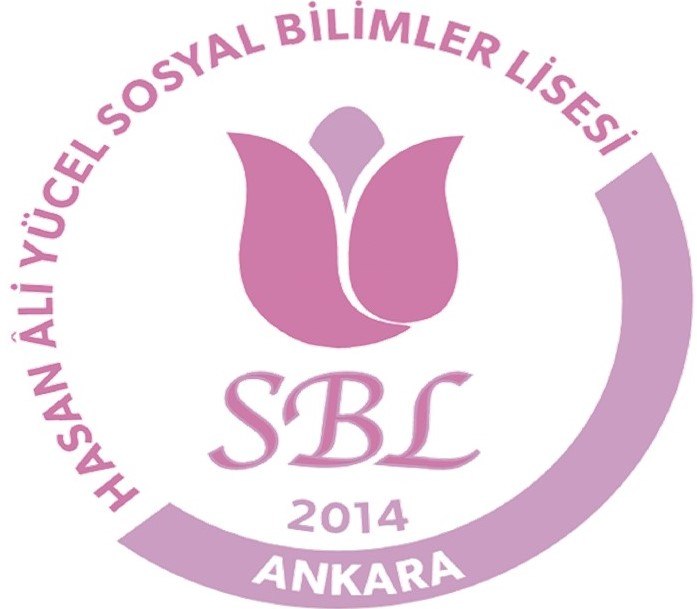 HASAN ÂLİ YÜCEL SOSYAL BİLİMLER LİSESİ
SBL
2014
ANKARA